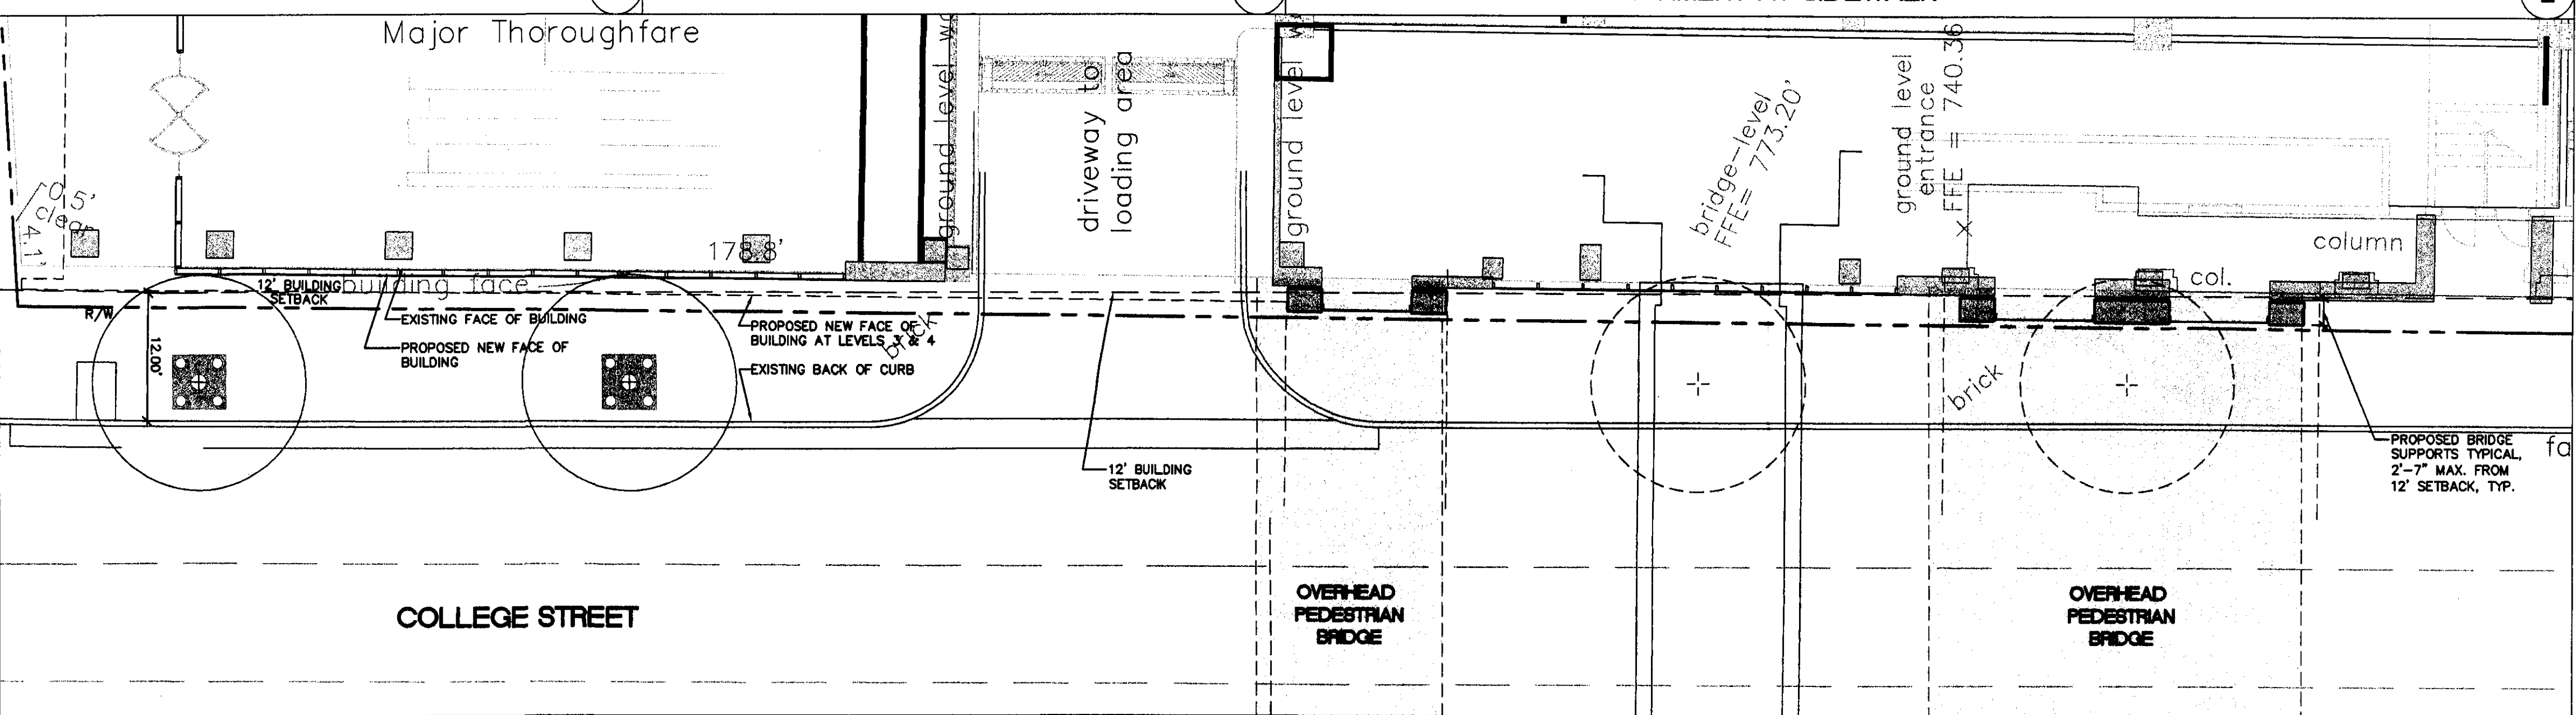 Major Thoroughfare
ground level
driveway to
loading area
ground level
bridge-level
FFE= 773.20'
ground level
entrance
FFE = 740.36
0.5'
clear
4.1'
178.8'
column
col.
12' BUILDING
SETBACK
building face
R/W
EXISTING FACE OF BUILDING
PROPOSED NEW FACE OF
BUILDING
PROPOSED NEW FACE OF
BUILDING AT LEVELS 3 & 4
brick
EXISTING BACK OF CURB
12.00'
brick
12' BUILDING
SETBACK
PROPOSED BRIDGE
SUPPORTS TYPICAL,
2'-7" MAX. FROM
12' SETBACK, TYP.
fa
COLLEGE STREET
OVERHEAD
PEDESTRIAN
BRIDGE
OVERHEAD
PEDESTRIAN
BRIDGE